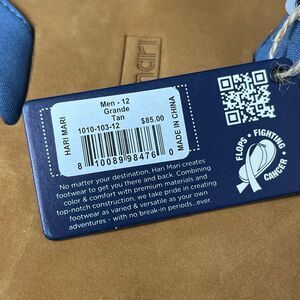 mari
Men - 12
Grande
Tan
1010-103-12
$85.00
HARI MARI
MADE IN CHINA
8 10089 98476 0
FLOPS • FIGHTING
CANCER
No matter your destination, Hari Mari creates
footwear to get you there and back. Combining
color & comfort with premium materials and
top-notch construction, we take pride in creating
footwear as varied & versatile as your own
adventures - with no break-in periods...ever.